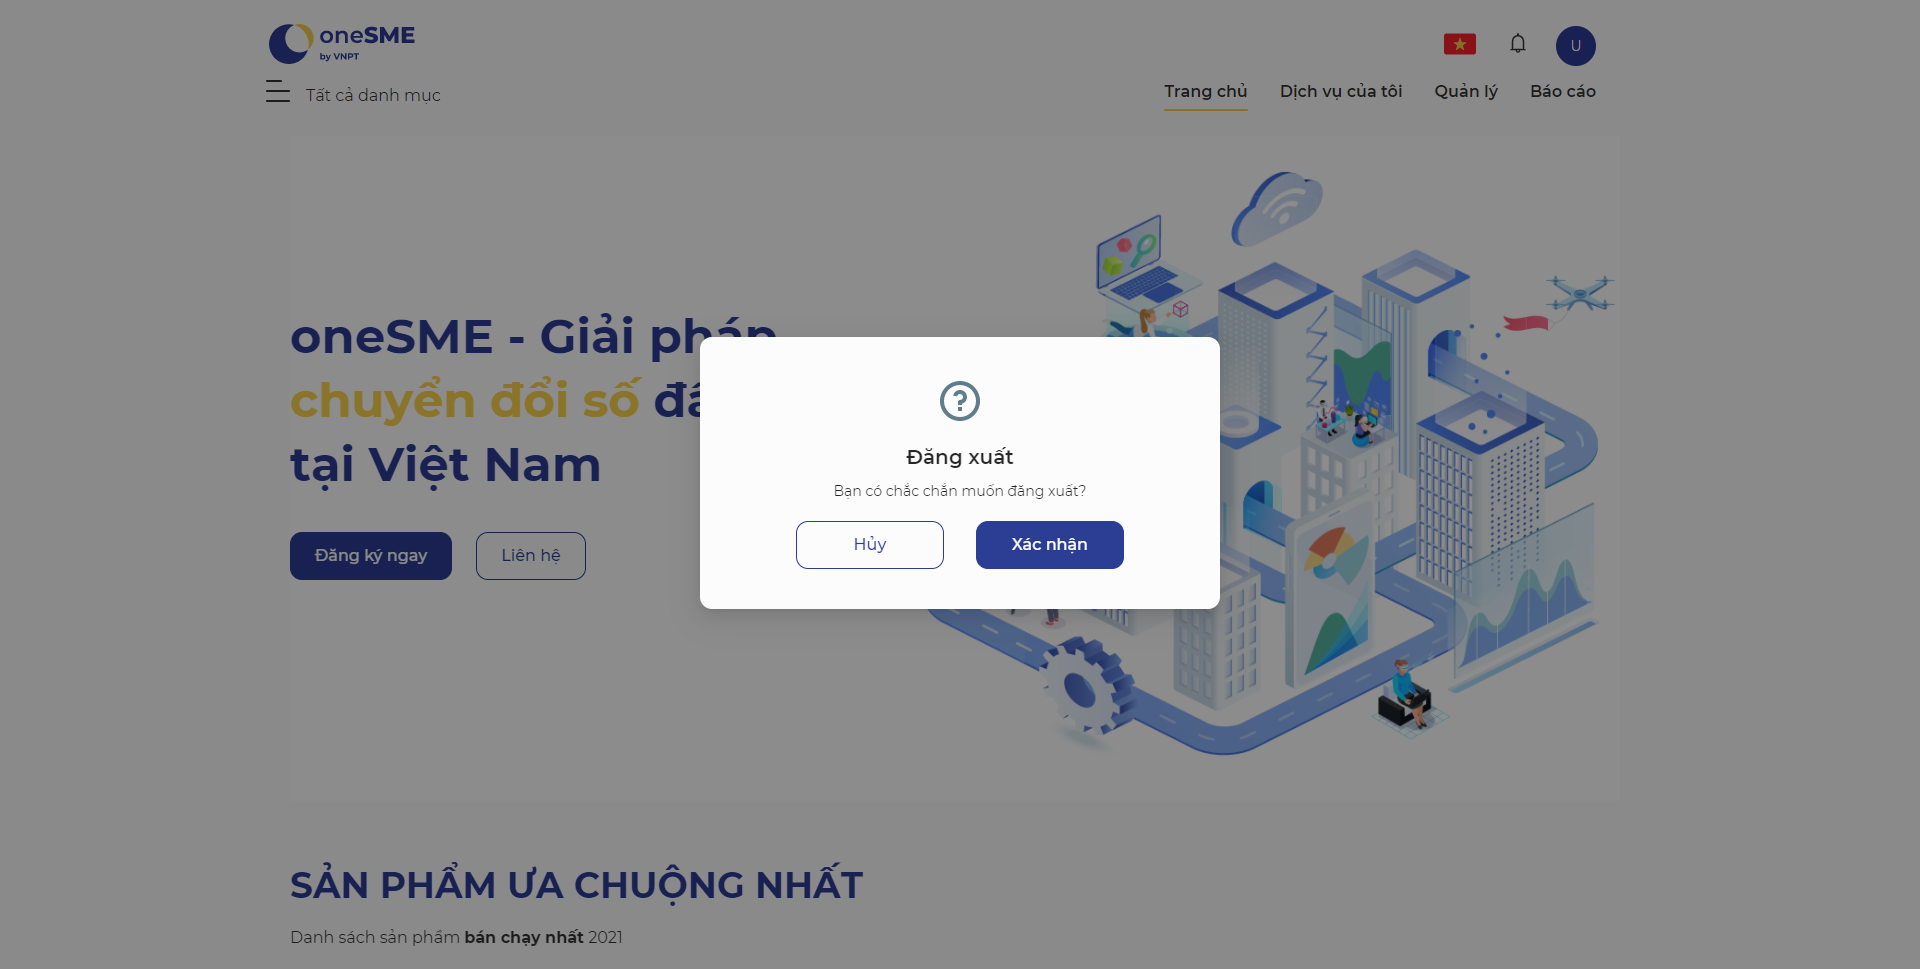 oneSME
by VNPT
U
Tất cả danh mục
Trang chủ
Dịch vụ của tôi
Quản lý
Báo cáo
oneSME - Giải pháp
chuyển đổi số
tại Việt Nam
Đăng ký ngay
Liên hệ
Đăng xuất
Bạn có chắc chắn muốn đăng xuất?
Hủy
Xác nhận
SẢN PHẨM ƯA CHUỘNG NHẤT
Danh sách sản phẩm bán chạy nhất 2021